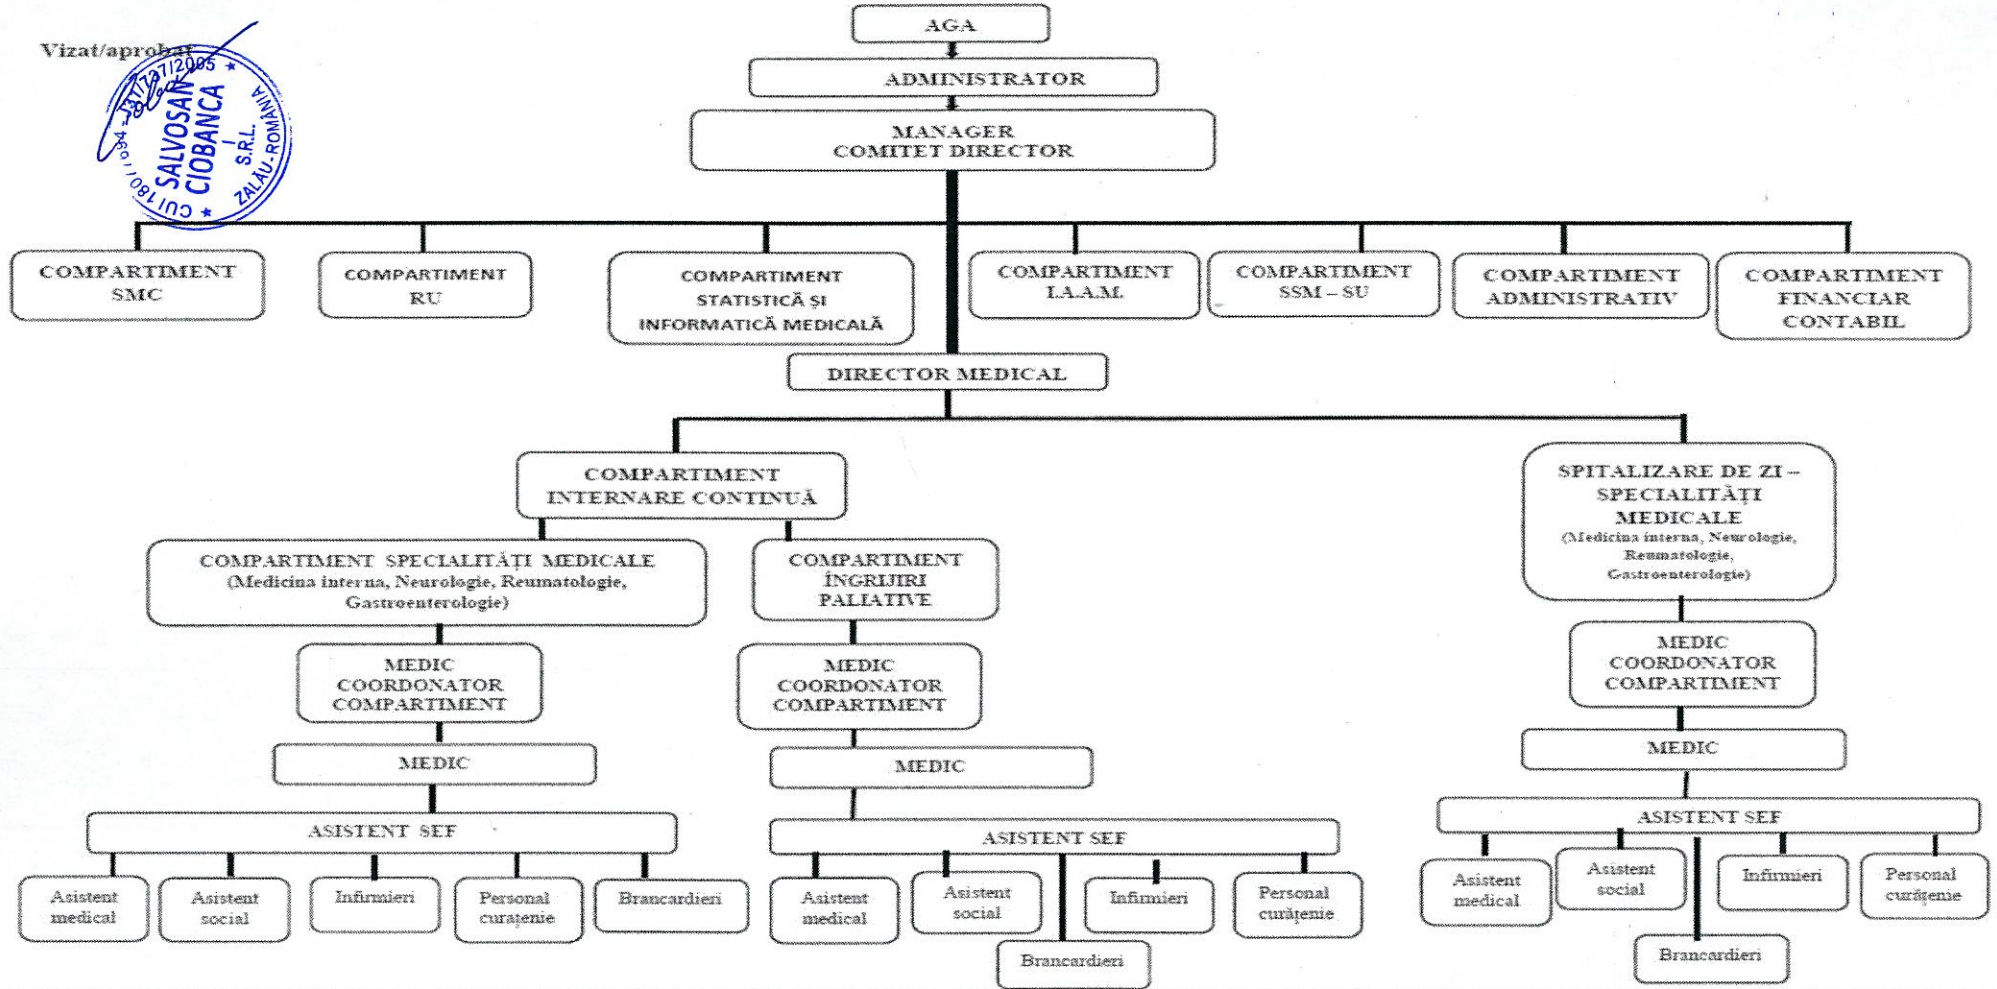 AGA
Vizat/aprobat
ADMINISTRATOR
MANAGER
COMITET DIRECTOR
SALVOSAN
CIOBANCA
S.R.L.
ZALĂU-ROMÂNIA
COMPARTIMENT
SMC
COMPARTIMENT
RU
COMPARTIMENT
STATISTICĂ ȘI
INFORMATICĂ MEDICALĂ
COMPARTIMENT
I.A.A.M.
COMPARTIMENT
SSM – SU
COMPARTIMENT
ADMINISTRATIV
COMPARTIMENT
FINANCIAR
CONTABIL
DIRECTOR MEDICAL
COMPARTIMENT
INTERNARE CONTINUĂ
SPITALIZARE DE ZI –
SPECIALITĂȚI
MEDICALE
(Medicina interna, Neurologie,
Reumatologie,
Gastroenterologie)
COMPARTIMENT SPECIALITĂȚI MEDICALE
(Medicina interna, Neurologie, Reumatologie,
Gastroenterologie)
COMPARTIMENT
ÎNGRIJIRI
PALIATIVE
MEDIC
COORDONATOR
COMPARTIMENT
MEDIC
COORDONATOR
COMPARTIMENT
MEDIC
COORDONATOR
COMPARTIMENT
MEDIC
MEDIC
MEDIC
ASISTENT SEF
ASISTENT SEF
ASISTENT SEF
Asistent
medical
Asistent
social
Infirmieri
Personal
curațenie
Brancardieri
Asistent
medical
Asistent
social
Infirmieri
Personal
curățenie
Brancardieri
Asistent
medical
Asistent
social
Infirmieri
Personal
curățenie
Brancardieri